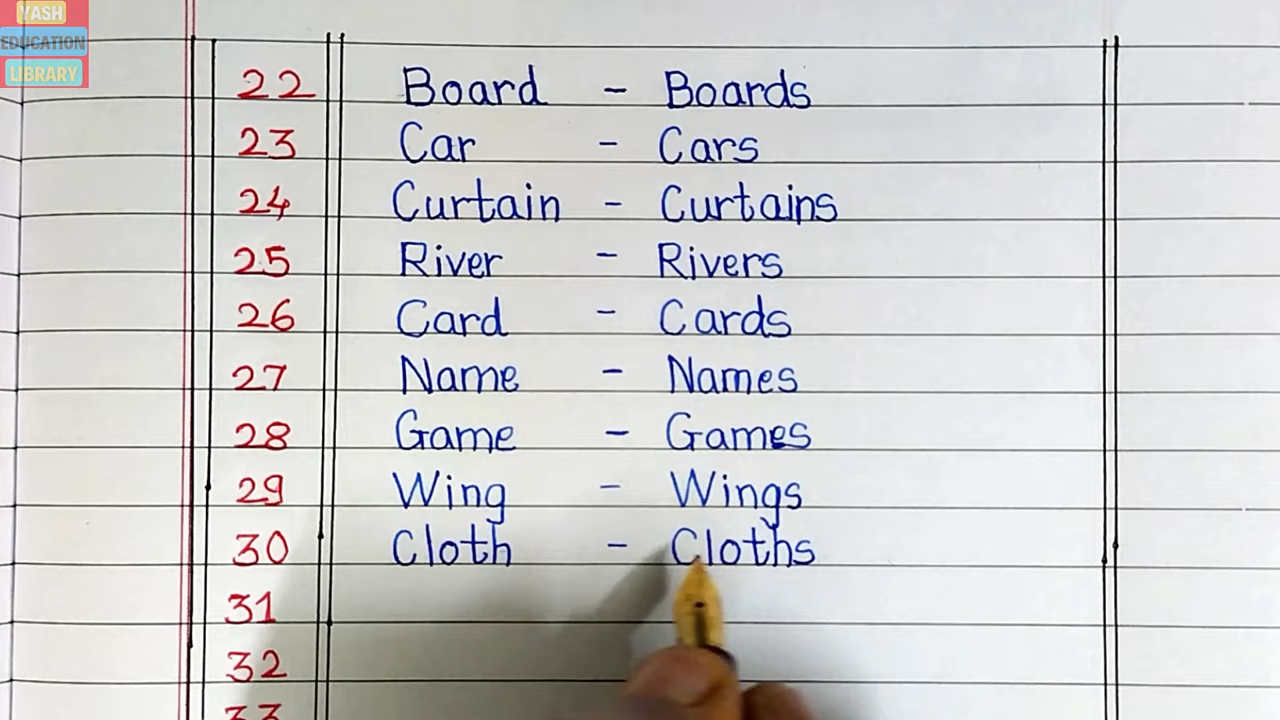 YASH
EDUCATION
LIBRARY
22 Board - Boards
23 Car - Cars
24 Curtain - Curtains
25 River - Rivers
26 Card - Cards
27 Name - Names
28 Game - Games
29 Wing - Wings
30 Cloth - Cloths
31
32
33